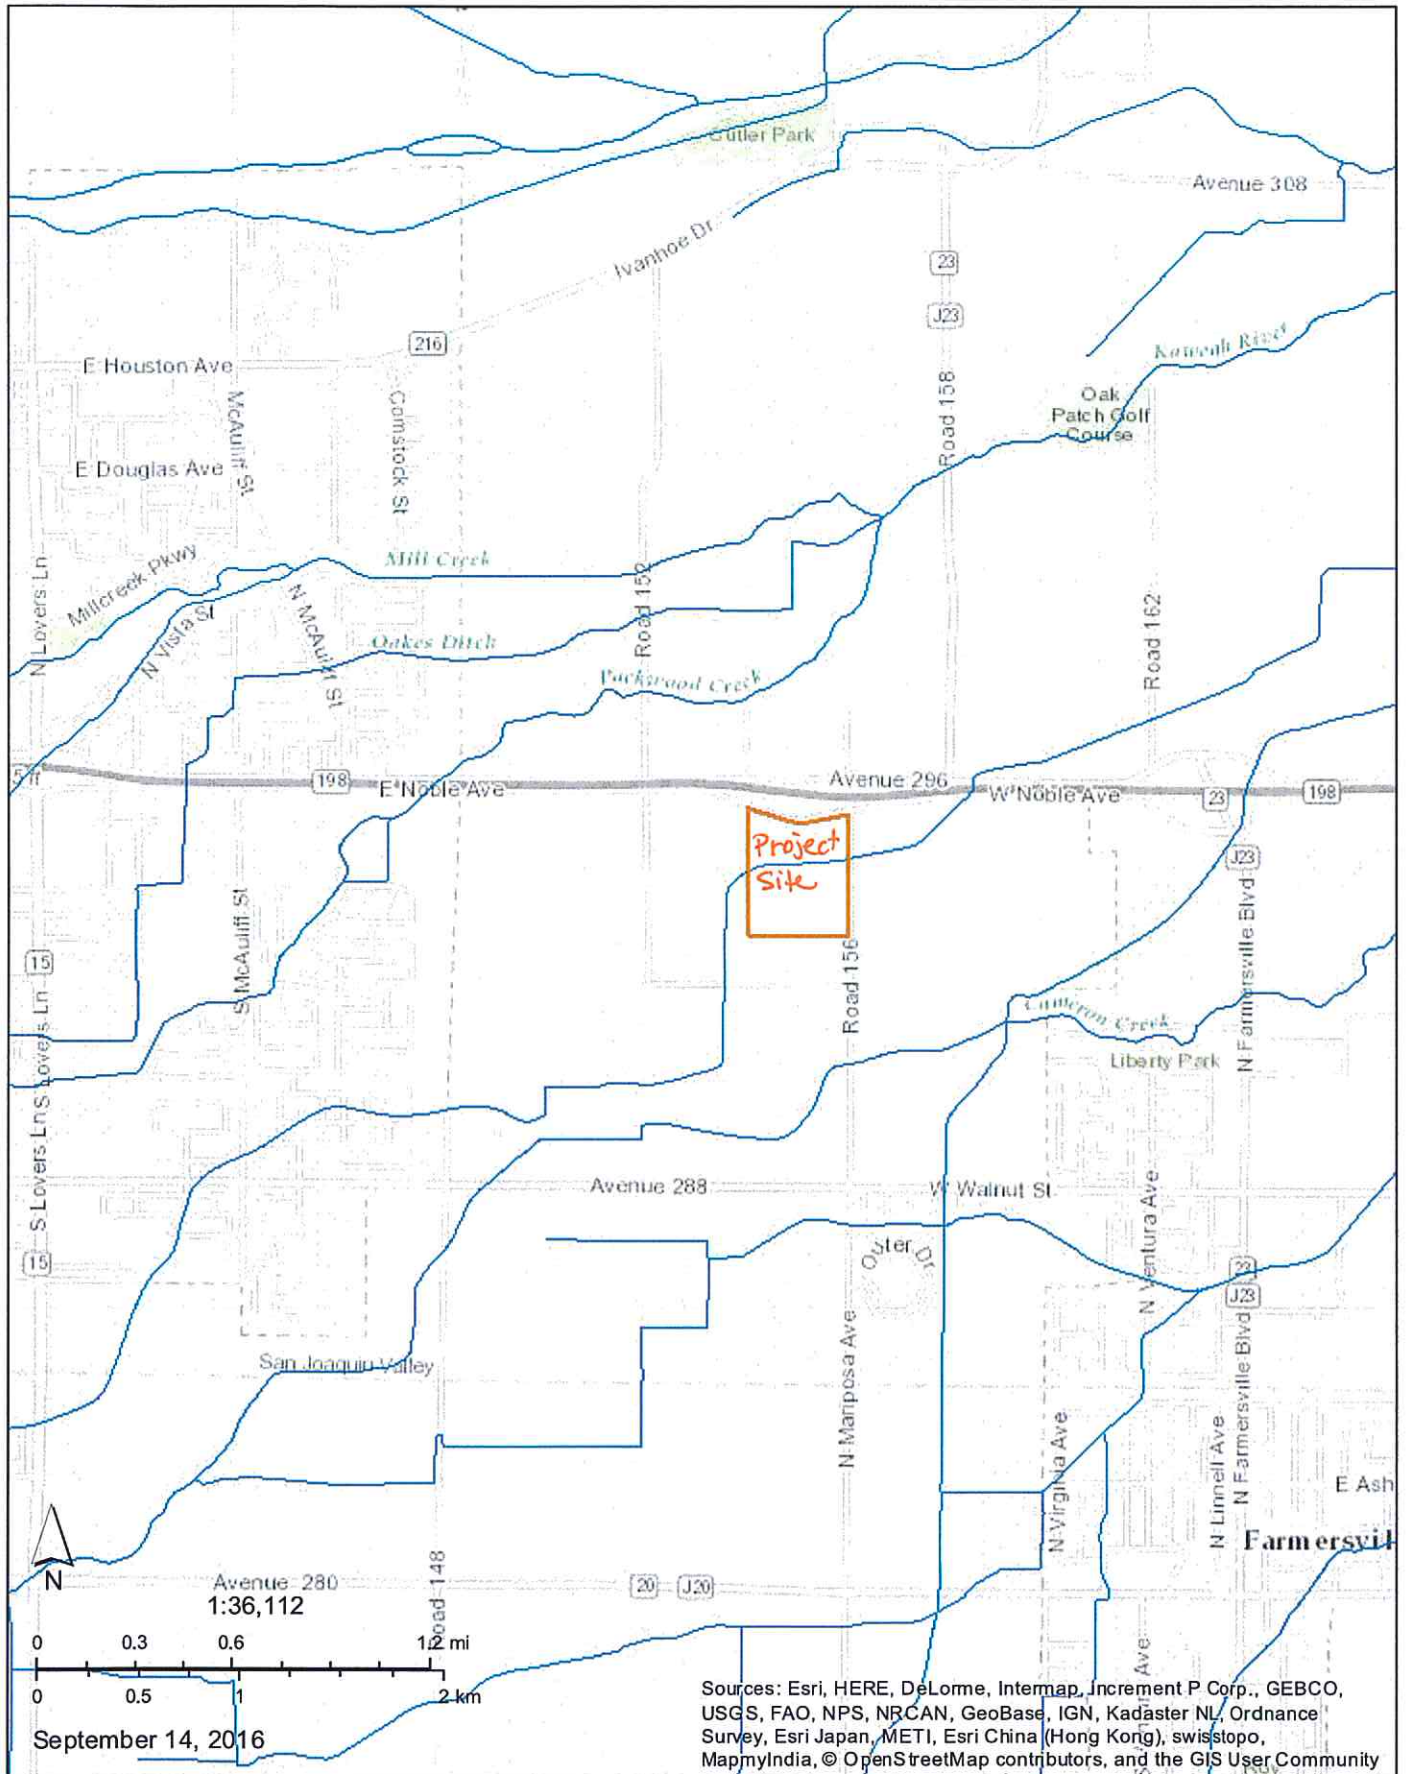 Cutler Park
Avenue 308
Ivanhoe Dr
23
J23
216
Kaweah River
E Houston Ave
McAuliff St
Comstock St
Road 158
Oak
Patch Golf
Course
E Douglas Ave
Mill Creek
Millcreek Pkwy
N Lovers Ln
N Vista St
N McAuliff St
Road 152
Oakes Ditch
Packwood Creek
Road 162
198
E Noble Ave
Avenue 296
W Noble Ave
23
198
Project
Site
J23
N Farmersville Blvd
S McAuliff St
15
S Lovers Ln
Road 156
Cameron Creek
Liberty Park
S Lovers Ln
Avenue 288
W Walnut St
N Ventura Ave
15
Outer Dr
23
J23
San Joaquin Valley
N Mariposa Ave
N Virginia Ave
N Linnell Ave
N Farmersville Blvd
E Ash
Farmersvil
N
Avenue 280
1:36,112
Road 148
20
J20
0 0.3 0.6 1.2 mi
0 0.5 1 2 km
September 14, 2016
Sources: Esri, HERE, DeLorme, Intermap, Increment P Corp., GEBCO,
USGS, FAO, NPS, NRCAN, GeoBase, IGN, Kadaster NL, Ordnance
Survey, Esri Japan, METI, Esri China (Hong Kong), swisstopo,
MapmyIndia, © OpenStreetMap contributors, and the GIS User Community